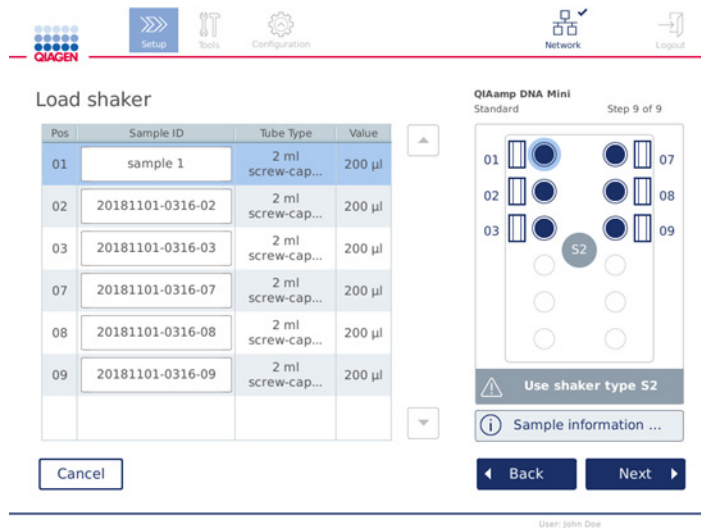 QIAGEN
Setup
Tools
Configuration
Network
Logout
Load shaker
Pos Sample ID Tube Type Value
01 sample 1 2 ml screw-cap... 200 µl
02 20181101-0316-02 2 ml screw-cap... 200 µl
03 20181101-0316-03 2 ml screw-cap... 200 µl
07 20181101-0316-07 2 ml screw-cap... 200 µl
08 20181101-0316-08 2 ml screw-cap... 200 µl
09 20181101-0316-09 2 ml screw-cap... 200 µl
Cancel
QIAamp DNA Mini
Standard Step 9 of 9
01 07
02 08
03 09
S2
Use shaker type S2
Sample information ...
Back Next
User: John Doe